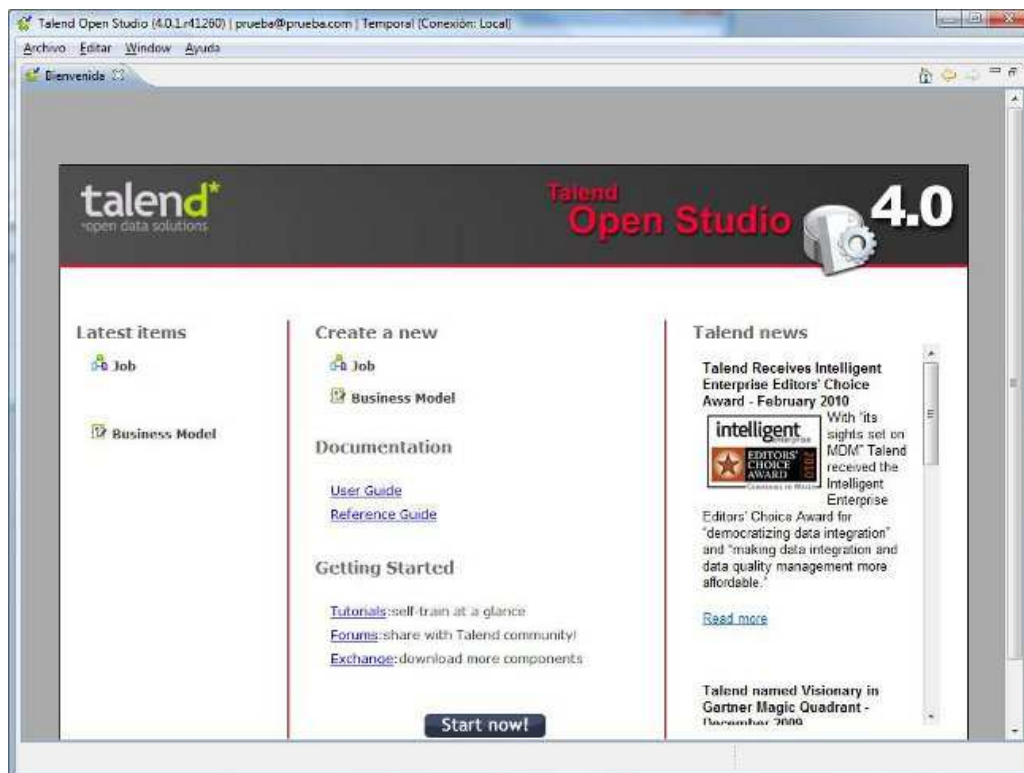 Talend Open Studio (4.0.1.r41260) | prueba@prueba.com | Temporal (Conexión: Local)
Archivo Editar Window Ayuda
Bienvenida
talend*
open data solutions
Talend
Open Studio
4.0
Latest items
Job
Business Model
Create a new
Job
Business Model
Documentation
User Guide
Reference Guide
Getting Started
Tutorials:self-train at a glance
Forums:share with Talend community!
Exchange:download more components
Start now!
Talend news
Talend Receives Intelligent
Enterprise Editors' Choice
Award - February 2010
intelligent
enterprise
EDITORS'
CHOICE
AWARD
2010
With "its
sights set on
MDM" Talend
received the
Intelligent
Enterprise
Editors' Choice Award for
"democratizing data integration"
and "making data integration and
data quality management more
affordable."
Read more
Talend named Visionary in
Gartner Magic Quadrant -
December 2009